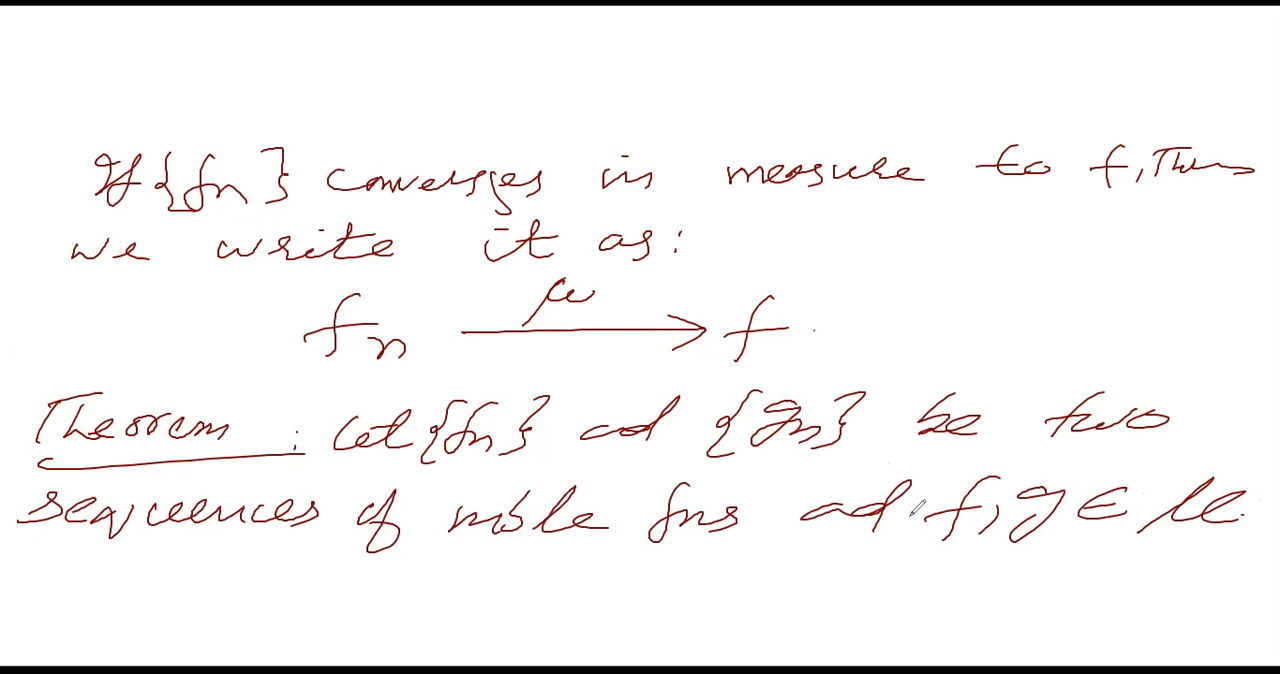 If {fn} converges in measure to f, Then
we write it as:
fn —μ→ f.
Theorem: Let {fn} and {gn} be two
sequences of mble fns and f, g ∈ M.